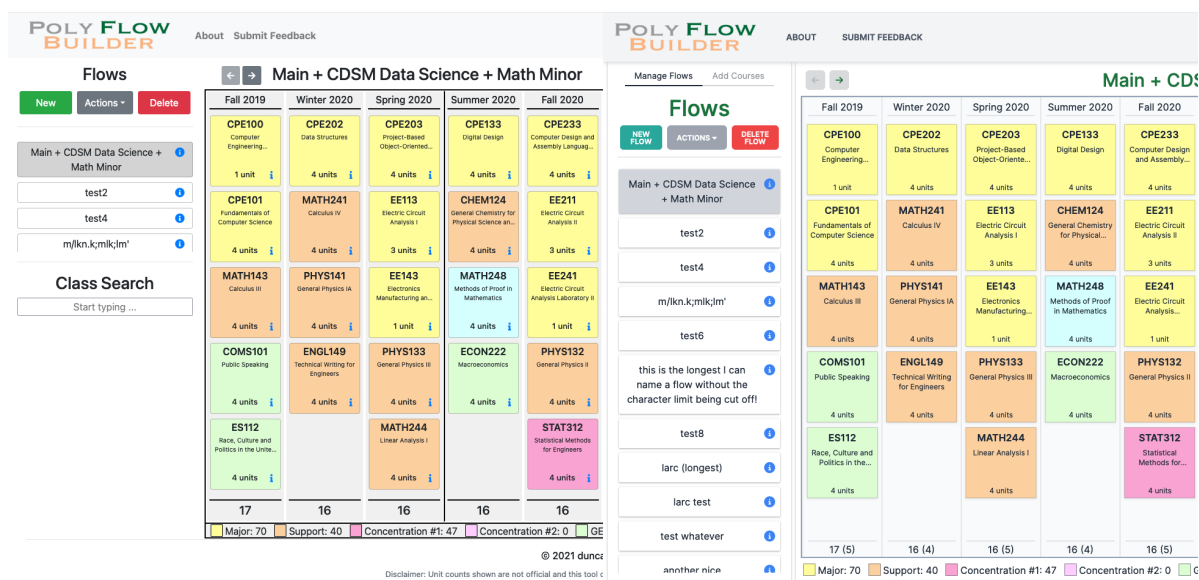 POLY FLOW
BUILDER
About Submit Feedback
Flows
New Actions Delete
Main + CDSM Data Science +
Math Minor
test2
test4
m/lkn.k;mlk;lm'
Class Search
Start typing ...
← → Main + CDSM Data Science + Math Minor
Fall 2019 Winter 2020 Spring 2020 Summer 2020 Fall 2020
CPE100 CPE202 CPE203 CPE133 CPE233
Computer Data Structures Project-Based Digital Design Computer Design and
Engineering... Object-Oriented... Assembly Languag...
1 unit 4 units 4 units 4 units 4 units
CPE101 MATH241 EE113 CHEM124 EE211
Fundamentals of Calculus IV Electric Circuit General Chemistry for Electric Circuit
Computer Science Analysis I Physical Science an... Analysis II
4 units 4 units 3 units 4 units 3 units
MATH143 PHYS141 EE143 MATH248 EE241
Calculus III General Physics IA Electronics Methods of Proof in Electric Circuit
Manufacturing an... Mathematics Analysis Laboratory II
4 units 4 units 1 unit 4 units 1 unit
COMS101 ENGL149 PHYS133 ECON222 PHYS132
Public Speaking Technical Writing for General Physics III Macroeconomics General Physics II
Engineers
4 units 4 units 4 units 4 units 4 units
ES112 MATH244 STAT312
Race, Culture and Linear Analysis I Statistical Methods
Politics in the Unite... for Engineers
4 units 4 units 4 units
17 16 16 16 16
Major: 70 Support: 40 Concentration #1: 47 Concentration #2: 0 GE
© 2021 dunca
Disclaimer: Unit counts shown are not official and this tool
POLY FLOW
BUILDER
ABOUT SUBMIT FEEDBACK
Manage Flows Add Courses
Flows
NEW FLOW ACTIONS DELETE FLOW
Main + CDSM Data Science
+ Math Minor
test2
test4
m/lkn.k;mlk;lm'
test6
this is the longest I can
name a flow without the
character limit being cut off!
test8
larc (longest)
larc test
test whatever
another nice
← → Main + CDS
Fall 2019 Winter 2020 Spring 2020 Summer 2020 Fall 2020
CPE100 CPE202 CPE203 CPE133 CPE233
Computer Data Structures Project-Based Digital Design Computer Design
Engineering... Object-Oriente... and Assembly...
1 unit 4 units 4 units 4 units 4 units
CPE101 MATH241 EE113 CHEM124 EE211
Fundamentals of Calculus IV Electric Circuit General Chemistry Electric Circuit
Computer Science Analysis I for Physical... Analysis II
4 units 4 units 3 units 4 units 3 units
MATH143 PHYS141 EE143 MATH248 EE241
Calculus III General Physics IA Electronics Methods of Proof Electric Circuit
Manufacturing... in Mathematics Analysis...
4 units 4 units 1 unit 4 units 1 unit
COMS101 ENGL149 PHYS133 ECON222 PHYS132
Public Speaking Technical Writing General Physics III Macroeconomics General Physics II
for Engineers
4 units 4 units 4 units 4 units 4 units
ES112 MATH244 STAT312
Race, Culture and Linear Analysis I Statistical
Politics in the... Methods for...
4 units 4 units 4 units
17 (5) 16 (4) 16 (5) 16 (4) 16 (5)
Major: 70 Support: 40 Concentration #1: 47 Concentration #2: 0 G